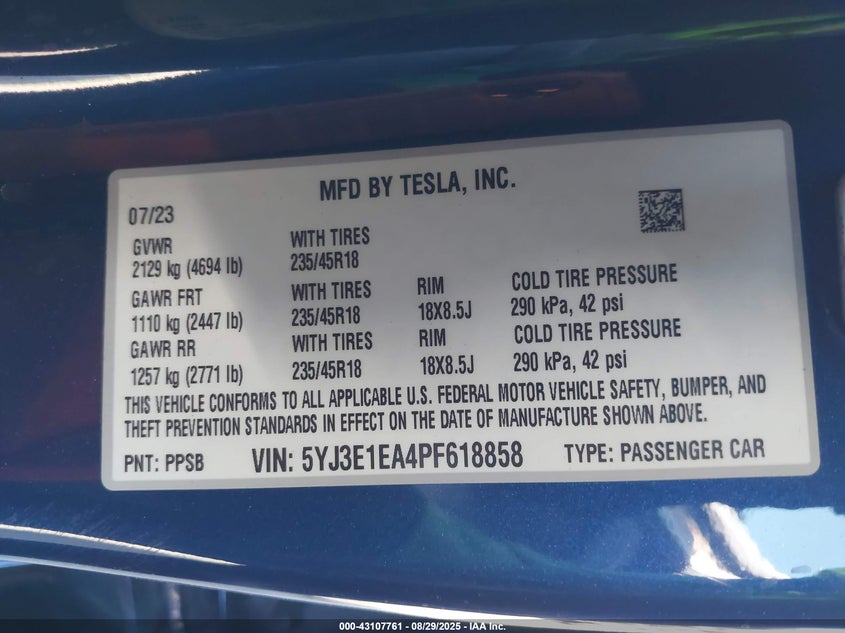 MFD BY TESLA, INC.
07/23
GVWR WITH TIRES
2129 kg (4694 lb) 235/45R18
GAWR FRT WITH TIRES RIM COLD TIRE PRESSURE
1110 kg (2447 lb) 235/45R18 18X8.5J 290 kPa, 42 psi
GAWR RR WITH TIRES RIM COLD TIRE PRESSURE
1257 kg (2771 lb) 235/45R18 18X8.5J 290 kPa, 42 psi
THIS VEHICLE CONFORMS TO ALL APPLICABLE U.S. FEDERAL MOTOR VEHICLE SAFETY, BUMPER, AND
THEFT PREVENTION STANDARDS IN EFFECT ON THE DATE OF MANUFACTURE SHOWN ABOVE.
PNT: PPSB VIN: 5YJ3E1EA4PF618858 TYPE: PASSENGER CAR
000-43107761 - 08/29/2025 - IAA Inc.